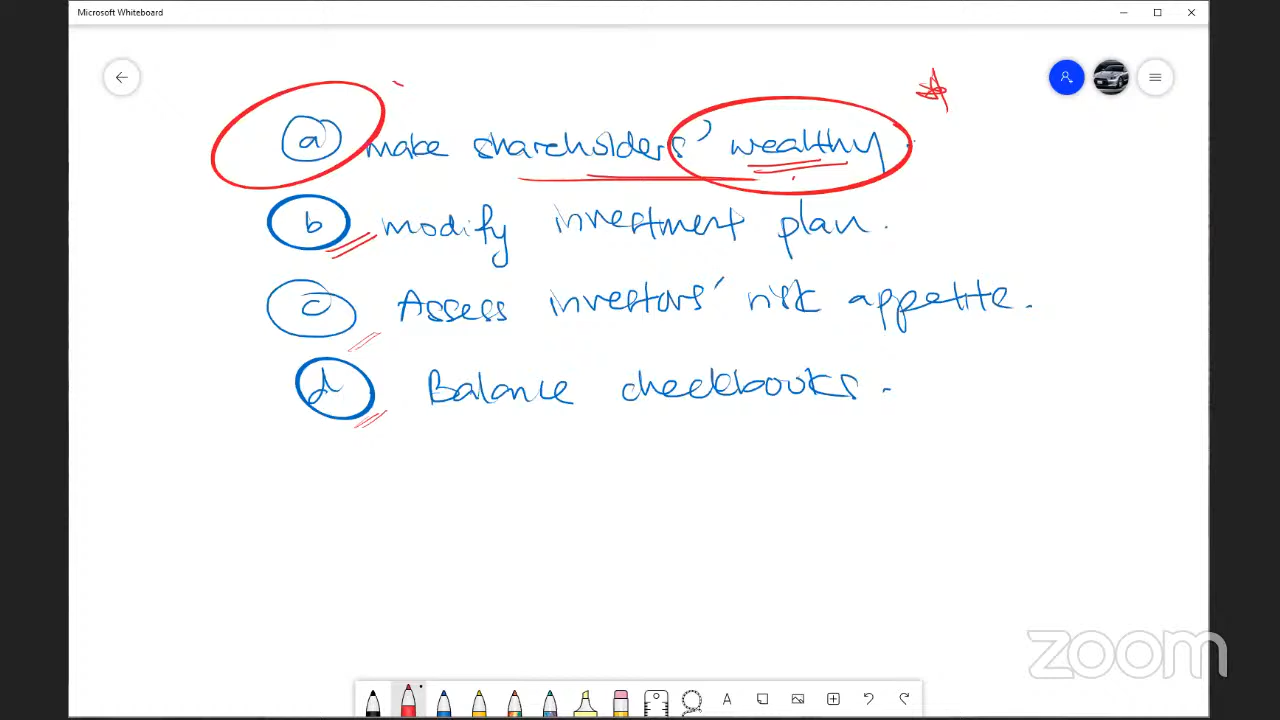 Microsoft Whiteboard
a make shareholders' wealthy.
b modify investment plan.
c Assess investors' risk appetite.
d Balance checkbooks.
zoom